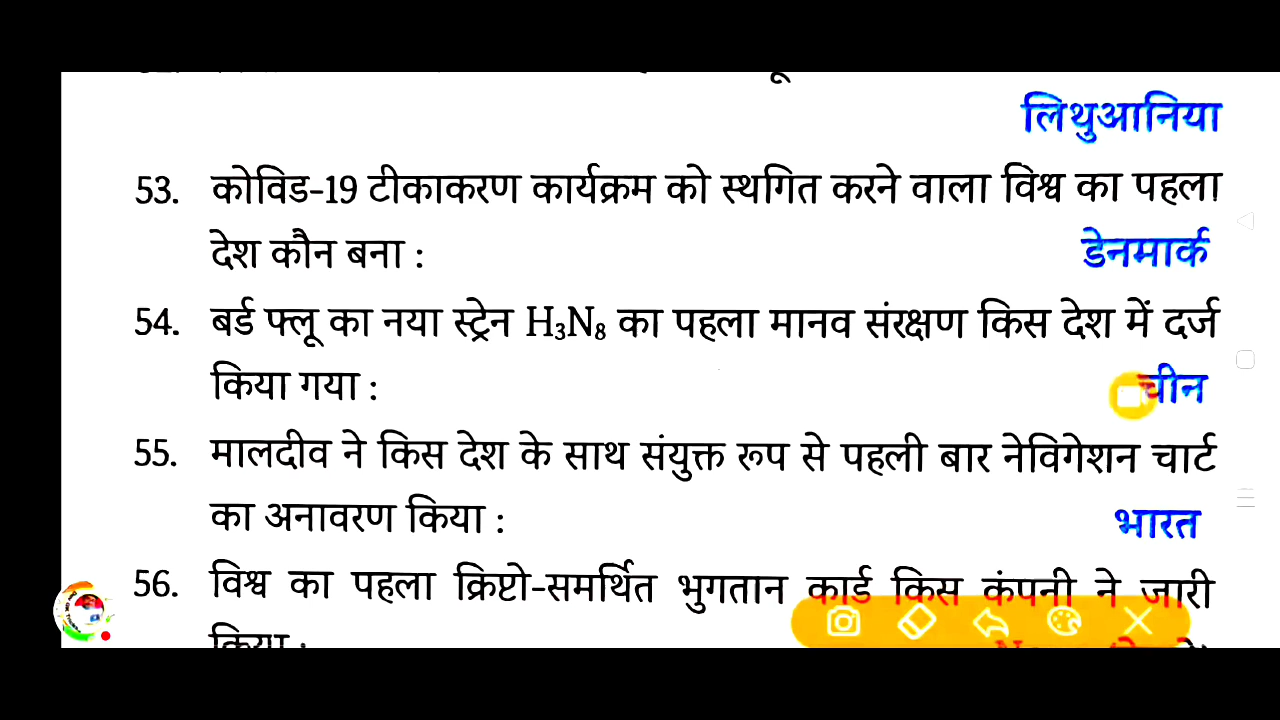 लिथुआनिया
53. कोविड-19 टीकाकरण कार्यक्रम को स्थगित करने वाला विश्व का पहला
देश कौन बना : डेनमार्क
54. बर्ड फ्लू का नया स्ट्रेन H₃N₈ का पहला मानव संरक्षण किस देश में दर्ज
किया गया : चीन
55. मालदीव ने किस देश के साथ संयुक्त रूप से पहली बार नेविगेशन चार्ट
का अनावरण किया : भारत
56. विश्व का पहला क्रिप्टो-समर्थित भुगतान कार्ड किस कंपनी ने जारी
किया :